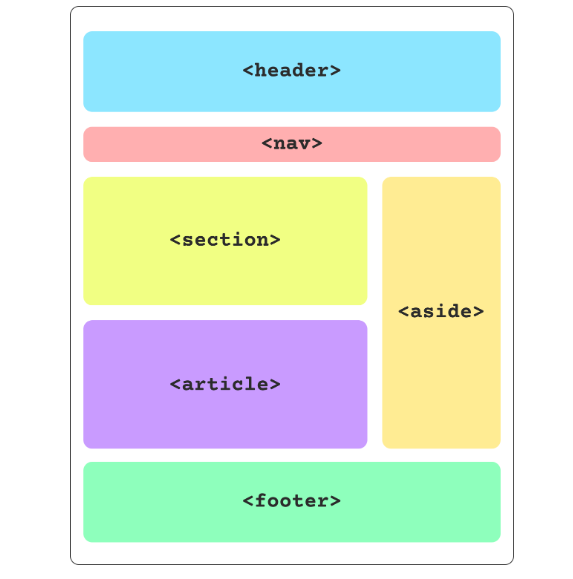 <header>
<nav>
<section>
<aside>
<article>
<footer>